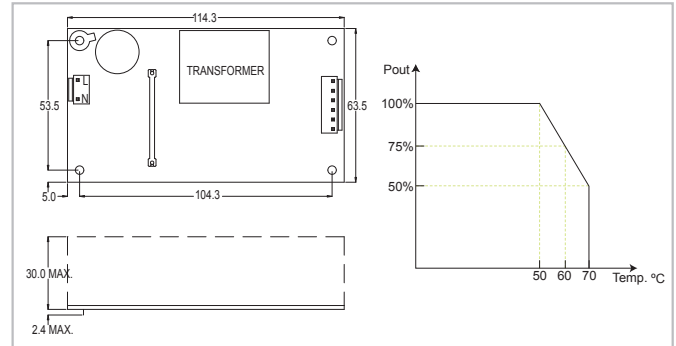 114.3
L
N
TRANSFORMER
53.5
63.5
5.0
104.3
30.0 MAX.
2.4 MAX.
Pout
100%
75%
50%
50 60 70
Temp. ºC